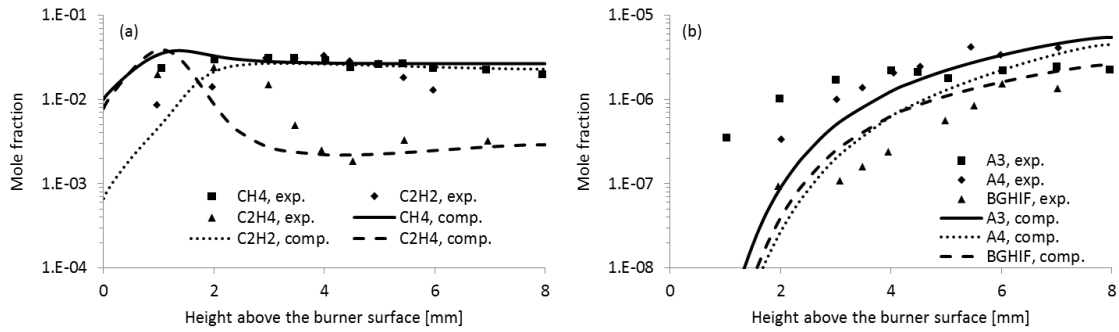 (a)
Mole fraction
1.E-01
1.E-02
1.E-03
1.E-04
CH4, exp.
C2H2, exp.
C2H4, exp.
CH4, comp.
C2H2, comp.
C2H4, comp.
0 2 4 6 8
Height above the burner surface [mm]
(b)
Mole fraction
1.E-05
1.E-06
1.E-07
1.E-08
A3, exp.
A4, exp.
BGHIF, exp.
A3, comp.
A4, comp.
BGHIF, comp.
0 2 4 6 8
Height above the burner surface [mm]